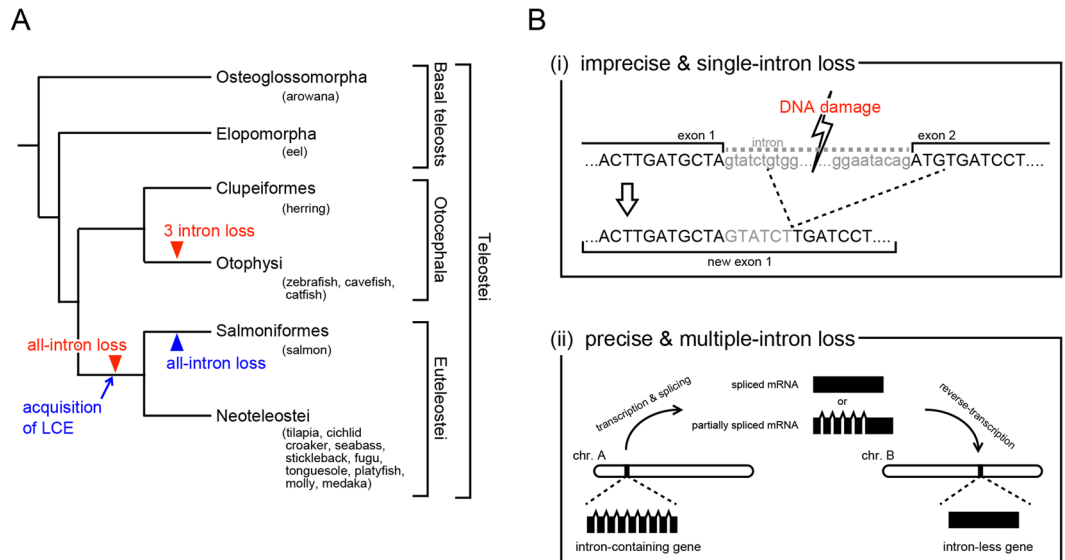 A
Osteoglossomorpha
(arowana)
Elopomorpha
(eel)
Clupeiformes
(herring)
3 intron loss
Otophysi
(zebrafish, cavefish,
catfish)
Salmoniformes
(salmon)
all-intron loss
all-intron loss
acquisition
of LCE
Neoteleostei
(tilapia, cichlid
croaker, seabass,
stickleback, fugu,
tonguesole, platyfish,
molly, medaka)
Basal teleosts
Otocephala
Euteleostei
Teleostei
B
(i) imprecise & single-intron loss
DNA damage
exon 1
intron
exon 2
...ACTTGATGCTAgtatctgtgg...
...ggaatacagATGTGATCCT....
...ACTTGATGCTAGTATCTTGATCCT....
new exon 1
(ii) precise & multiple-intron loss
transcription & splicing
spliced mRNA
or
partially spliced mRNA
reverse-transcription
chr. A
chr. B
intron-containing gene
intron-less gene